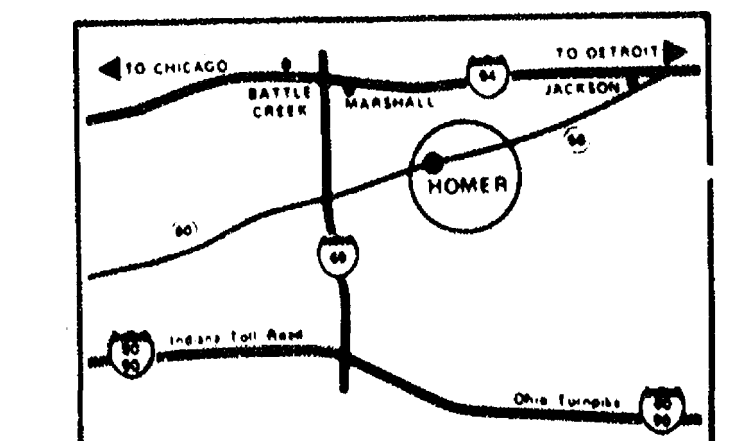 TO CHICAGO
TO DETROIT
94
BATTLE
CREEK
MARSHALL
JACKSON
60
HOMER
60
69
Indiana Toll Road
80
90
Ohio Turnpike
80
90